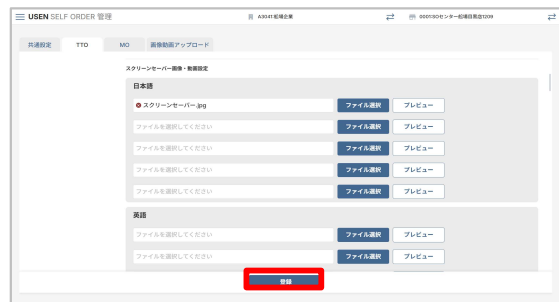 USEN SELF ORDER 管理 A3041:拡場企業 0001:SOセンター拡場目黒店1209
共通設定 TTO MO 画像動画アップロード
スクリーンセーバー画像・動画設定
日本語
スクリーンセーバー.jpg ファイル選択 プレビュー
ファイルを選択してください ファイル選択 プレビュー
ファイルを選択してください ファイル選択 プレビュー
ファイルを選択してください ファイル選択 プレビュー
ファイルを選択してください ファイル選択 プレビュー
英語
ファイルを選択してください ファイル選択 プレビュー
ファイルを選択してください ファイル選択 プレビュー
登録